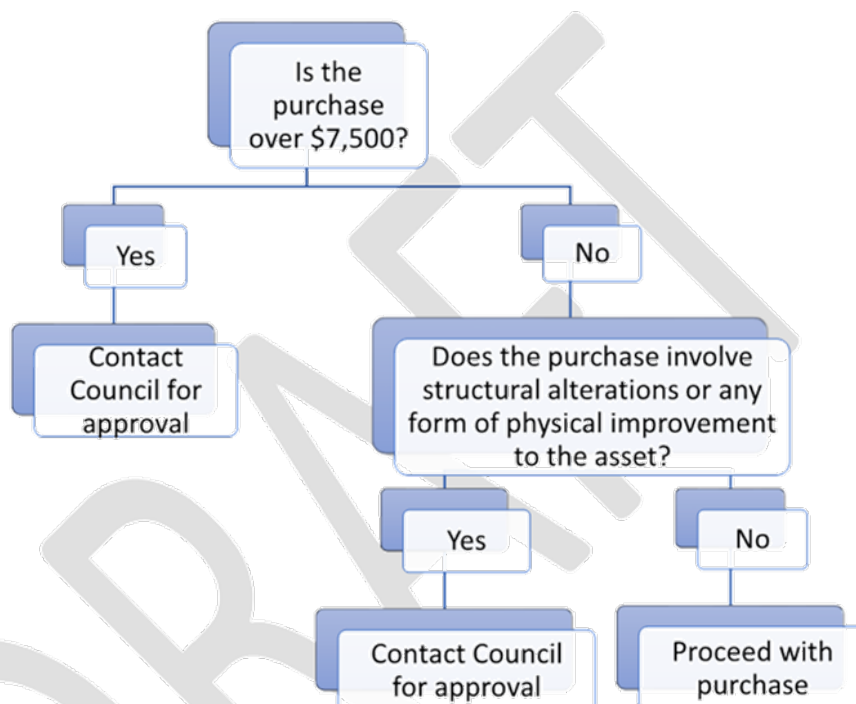 Is the
purchase
over $7,500?
Yes
No
Contact
Council for
approval
Does the purchase involve
structural alterations or any
form of physical improvement
to the asset?
Yes
No
Contact Council
for approval
Proceed with
purchase
DRAFT